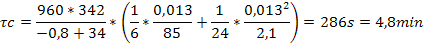 τc = 960 * 342 / −0,8 + 34 * (1/6 * 0,013/85 + 1/24 * 0,013²/2,1) = 286s = 4,8min